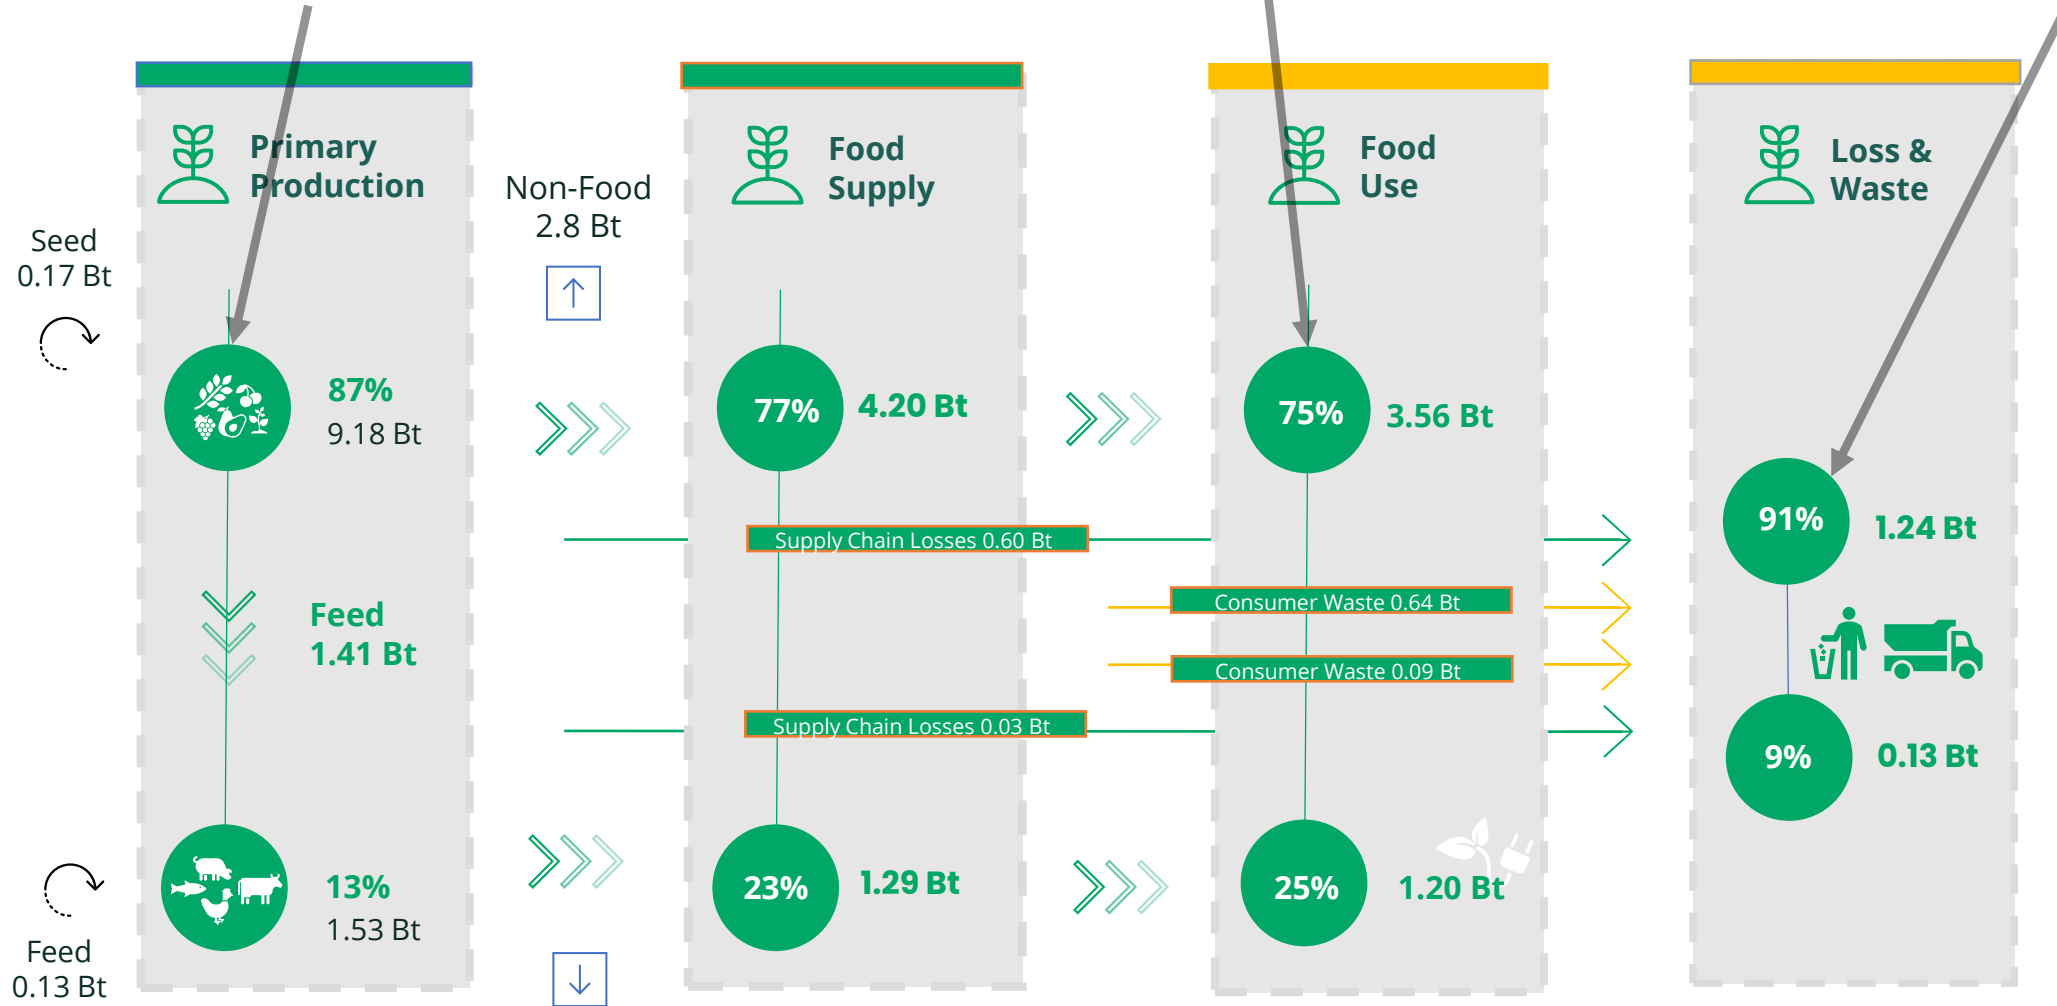 Primary
Production
Food
Supply
Food
Use
Loss &
Waste
Non-Food
2.8 Bt
Seed
0.17 Bt
87%
9.18 Bt
77%
4.20 Bt
75%
3.56 Bt
91%
1.24 Bt
Supply Chain Losses 0.60 Bt
Consumer Waste 0.64 Bt
Feed
1.41 Bt
Consumer Waste 0.09 Bt
Supply Chain Losses 0.03 Bt
9%
0.13 Bt
13%
1.53 Bt
23%
1.29 Bt
25%
1.20 Bt
Feed
0.13 Bt